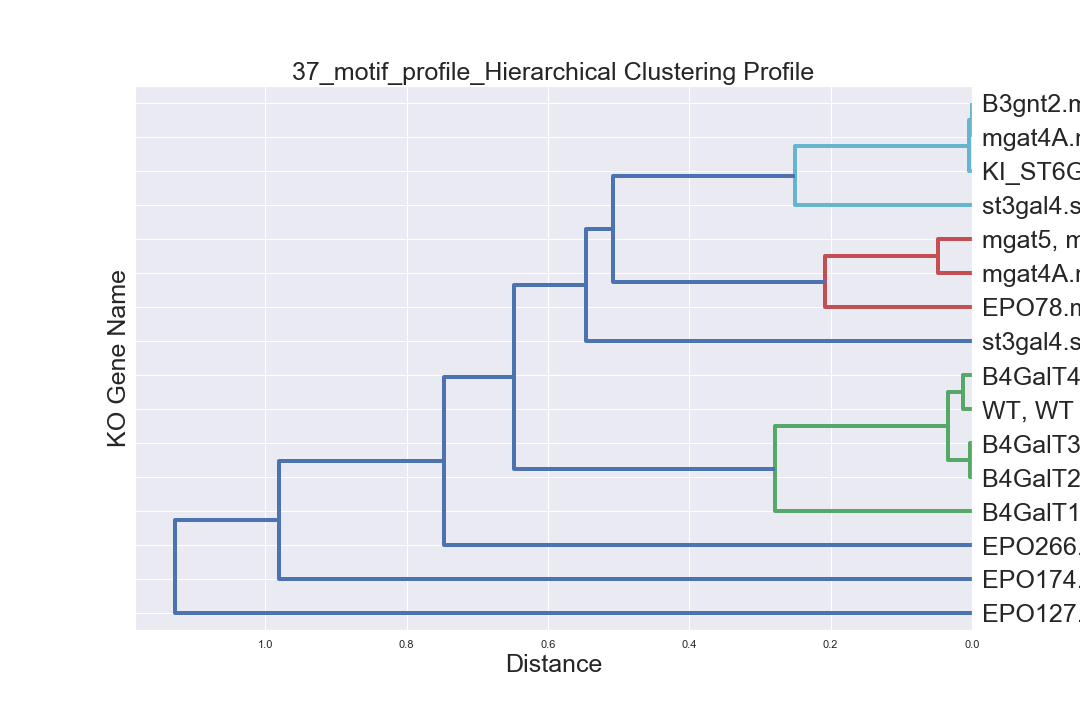 37_motif_profile_Hierarchical Clustering Profile
B3gnt2.m
mgat4A.m
KI_ST6G
st3gal4.s
mgat5, m
mgat4A.m
EPO78.m
st3gal4.s
B4GalT4
WT, WT
B4GalT3
B4GalT2
B4GalT1
EPO266.
EPO174.
EPO127.
KO Gene Name
1.0 0.8 0.6 0.4 0.2 0.0
Distance